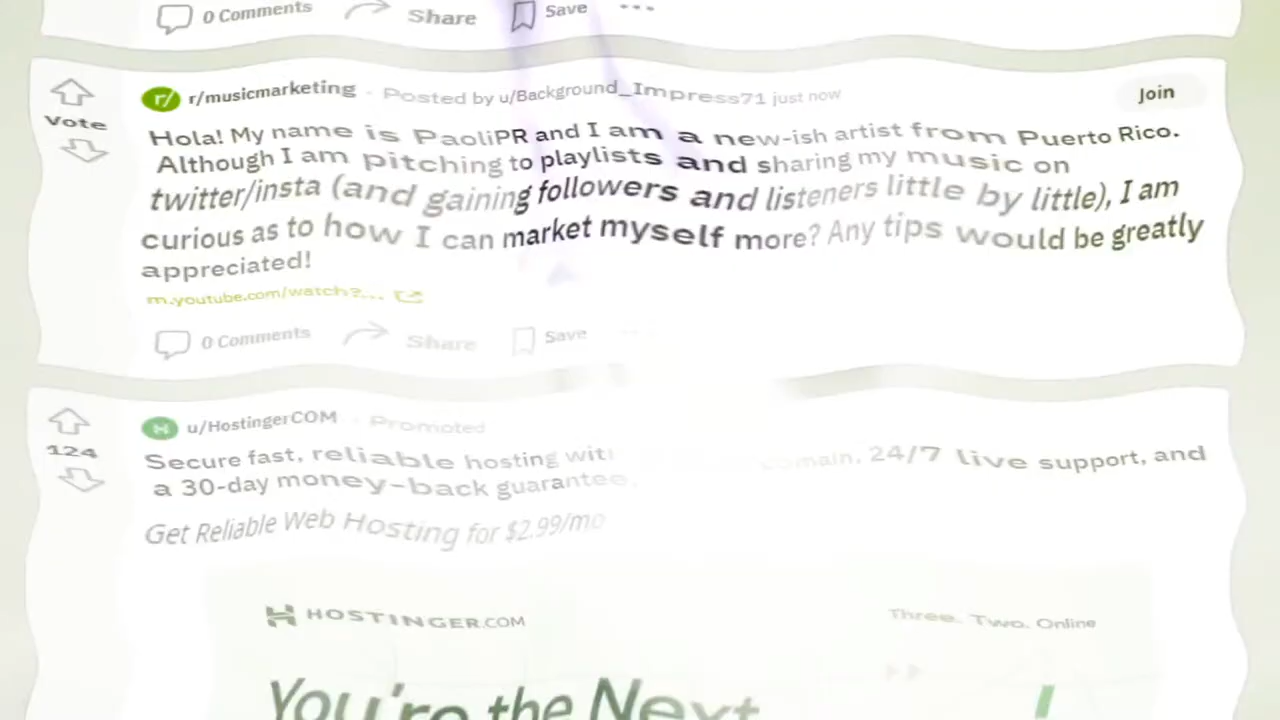 0 Comments Share Save
r/musicmarketing · Posted by u/Background_Impress71 just now
Join
Vote
Hola! My name is PaoliPR and I am a new-ish artist from Puerto Rico.
Although I am pitching to playlists and sharing my music on
twitter/insta (and gaining followers and listeners little by little), I am
curious as to how I can market myself more? Any tips would be greatly
appreciated!
m.youtube.com/watch?...
0 Comments Share Save
u/HostingerCOM · Promoted
124
Secure fast, reliable hosting 24/7 live support, and
a 30-day money-back guarantee.
Get Reliable Web Hosting for $2.99/mo
HOSTINGER.COM
Three. Two. Online
You're the Next